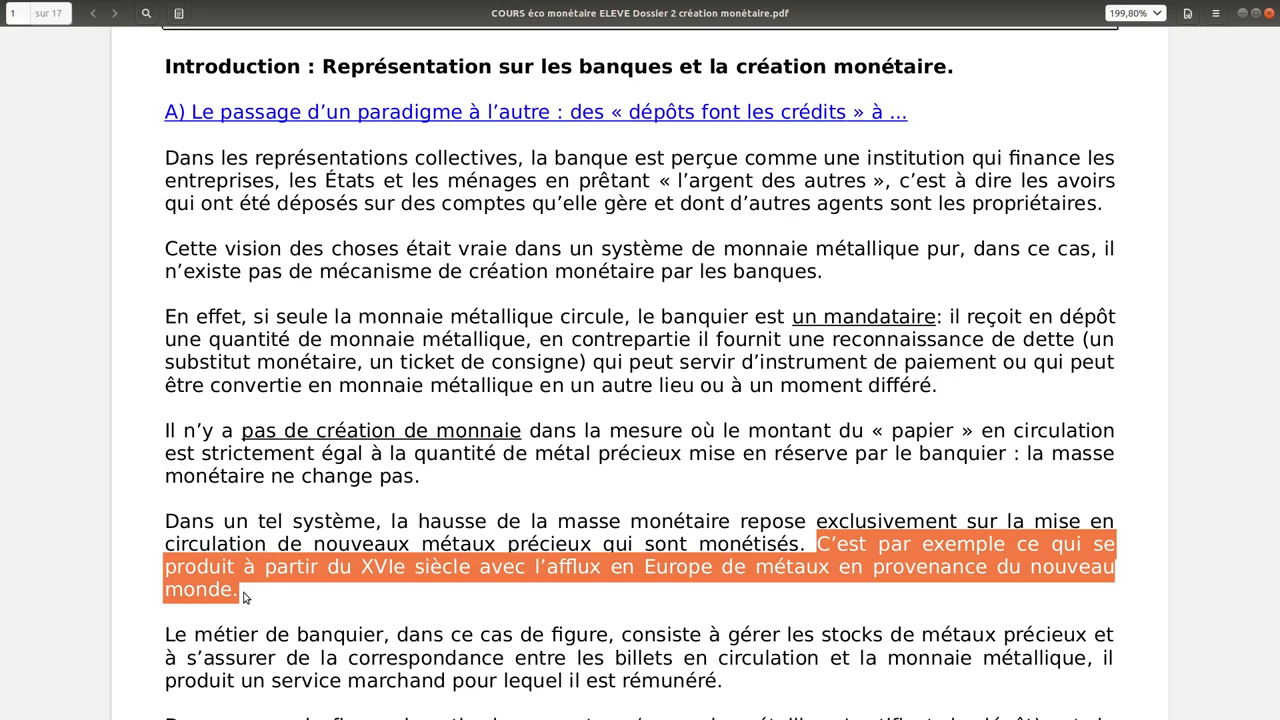 1 sur 17
COURS éco monétaire ELEVE Dossier 2 création monétaire.pdf
199,80%
Introduction : Représentation sur les banques et la création monétaire.
A) Le passage d’un paradigme à l’autre : des « dépôts font les crédits » à ...
Dans les représentations collectives, la banque est perçue comme une institution qui finance les
entreprises, les États et les ménages en prêtant « l’argent des autres », c’est à dire les avoirs
qui ont été déposés sur des comptes qu’elle gère et dont d’autres agents sont les propriétaires.
Cette vision des choses était vraie dans un système de monnaie métallique pur, dans ce cas, il
n’existe pas de mécanisme de création monétaire par les banques.
En effet, si seule la monnaie métallique circule, le banquier est un mandataire: il reçoit en dépôt
une quantité de monnaie métallique, en contrepartie il fournit une reconnaissance de dette (un
substitut monétaire, un ticket de consigne) qui peut servir d’instrument de paiement ou qui peut
être convertie en monnaie métallique en un autre lieu ou à un moment différé.
Il n’y a pas de création de monnaie dans la mesure où le montant du « papier » en circulation
est strictement égal à la quantité de métal précieux mise en réserve par le banquier : la masse
monétaire ne change pas.
Dans un tel système, la hausse de la masse monétaire repose exclusivement sur la mise en
circulation de nouveaux métaux précieux qui sont monétisés. C’est par exemple ce qui se
produit à partir du XVIe siècle avec l’afflux en Europe de métaux en provenance du nouveau
monde.
Le métier de banquier, dans ce cas de figure, consiste à gérer les stocks de métaux précieux et
à s’assurer de la correspondance entre les billets en circulation et la monnaie métallique, il
produit un service marchand pour lequel il est rémunéré.